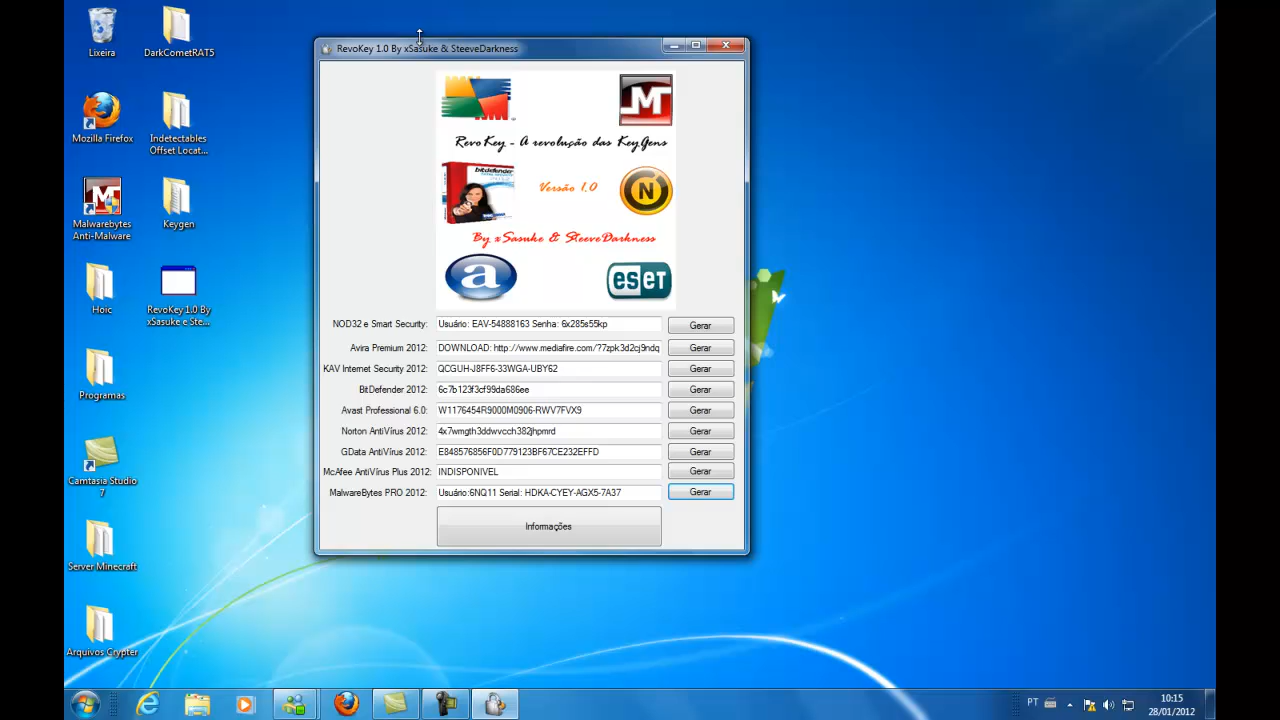 Lixeira
DarkCometRAT5
Mozilla Firefox
Indetectables
Offset Locat...
Malwarebytes
Anti-Malware
Keygen
Hoic
RevoKey 1.0 By
xSasuke e Ste...
Programas
Camtasia Studio
7
Server Minecraft
Arquivos Crypter
RevoKey 1.0 By xSasuke & SteeveDarkness
RevoKey - A revolução das KeyGens
bitdefender
Versão 1.0
N
By xSasuke & SteeveDarkness
a
eseT
NOD32 e Smart Security: Usuário: EAV-54888163 Senha: 6x285s55kp Gerar
Avira Premium 2012: DOWNLOAD: http://www.mediafire.com/?7zpk3d2cj9ndq Gerar
KAV Internet Security 2012: QCGUH-J8FF6-33WGA-UBY62 Gerar
BitDefender 2012: 6c7b123f3cf99da686ee Gerar
Avast Professional 6.0: W1176454R9000M0906-RWV7FVX9 Gerar
Norton AntiVírus 2012: 4x7wmgth3ddwvcch382jhpmrd Gerar
GData AntiVírus 2012: E848576856F0D779123BF67CE232EFFD Gerar
McAfee AntiVírus Plus 2012: INDISPONIVEL Gerar
MalwareBytes PRO 2012: Usuário:6NQ11 Serial: HDKA-CYEY-AGX5-7A37 Gerar
Informações
PT
10:15
28/01/2012